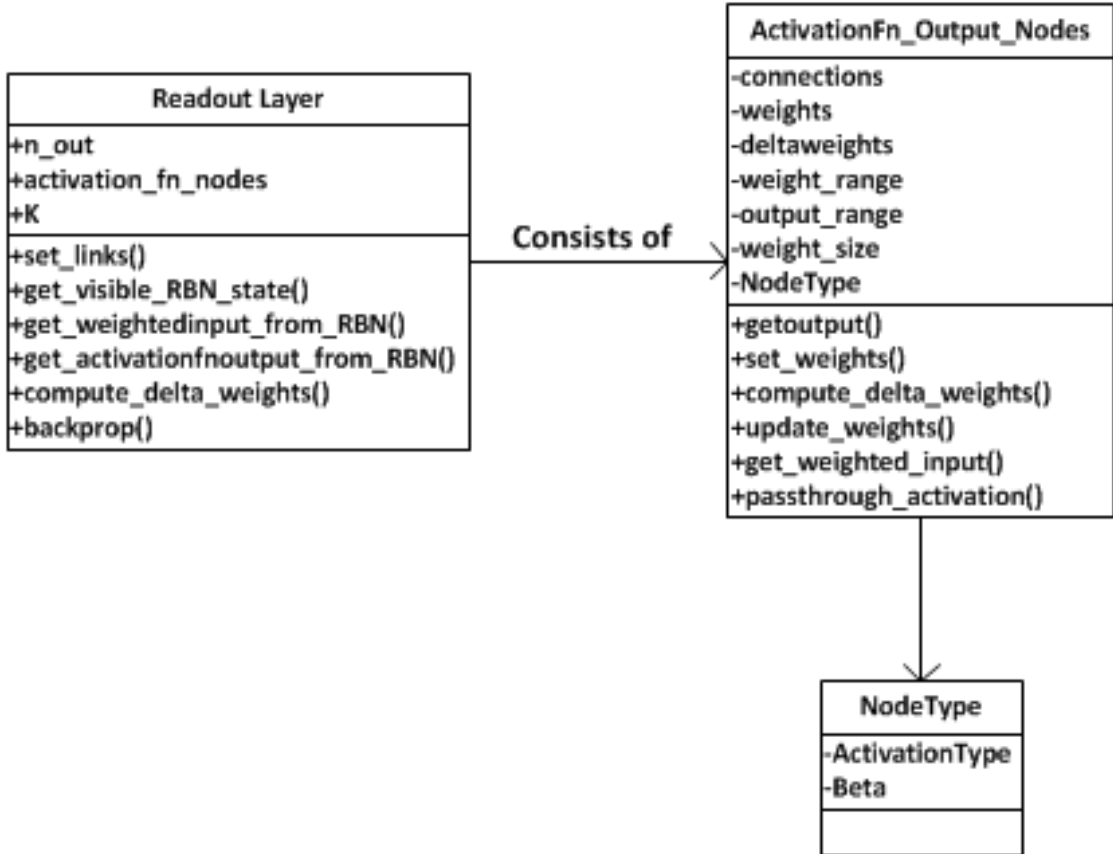 Readout Layer
+n_out
+activation_fn_nodes
+K
+set_links()
+get_visible_RBN_state()
+get_weightedinput_from_RBN()
+get_activationfnoutput_from_RBN()
+compute_delta_weights()
+backprop()
Consists of
ActivationFn_Output_Nodes
-connections
-weights
-deltaweights
-weight_range
-output_range
-weight_size
-NodeType
+getoutput()
+set_weights()
+compute_delta_weights()
+update_weights()
+get_weighted_input()
+passthrough_activation()
NodeType
-ActivationType
-Beta